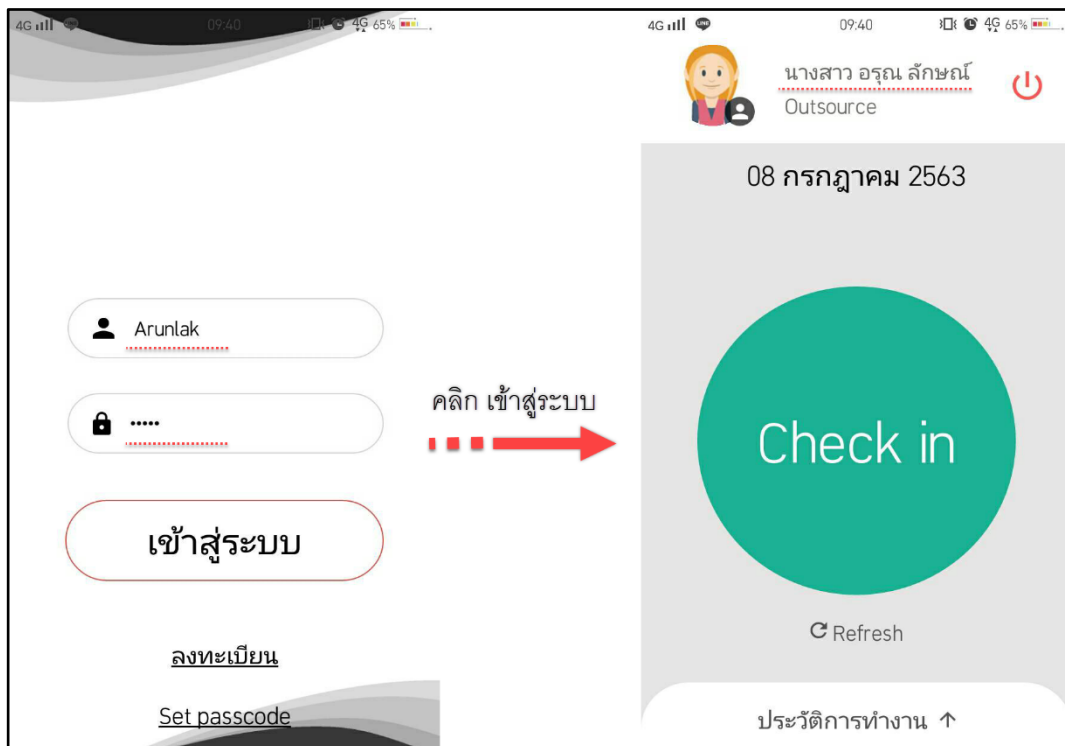 4G 09:40 4G 65%
Arunlak
•••••
เข้าสู่ระบบ
ลงทะเบียน
Set passcode
คลิก เข้าสู่ระบบ
4G LINE 09:40 4G 65%
นางสาว อรุณ ลักษณ์
Outsource
08 กรกฎาคม 2563
Check in
Refresh
ประวัติการทำงาน ↑